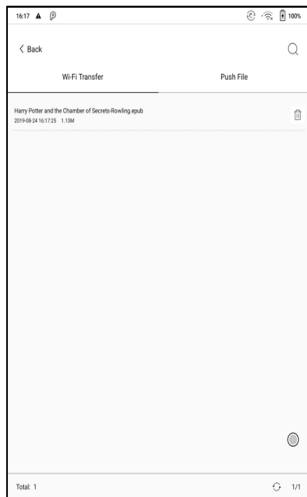 16:17 100%
Back
Wi-Fi Transfer Push File
Harry Potter and the Chamber of Secrets-Rowling.epub
2019-08-24 16:17:25 1.13M
Total: 1 1/1